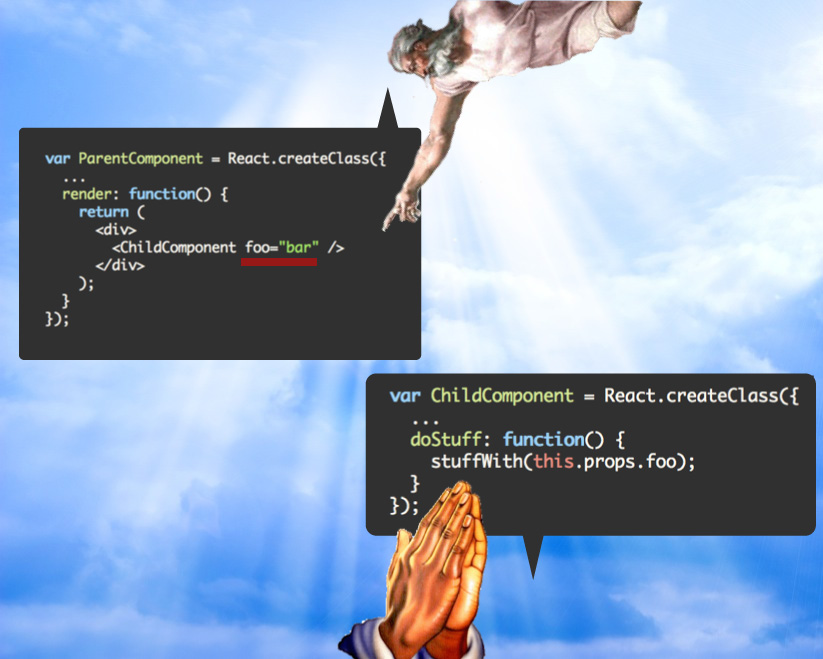 var ParentComponent = React.createClass({
  ...
  render: function() {
    return (
      <div>
        <ChildComponent foo="bar" />
      </div>
    );
  }
});
var ChildComponent = React.createClass({
  ...
  doStuff: function() {
    stuffWith(this.props.foo);
  }
});